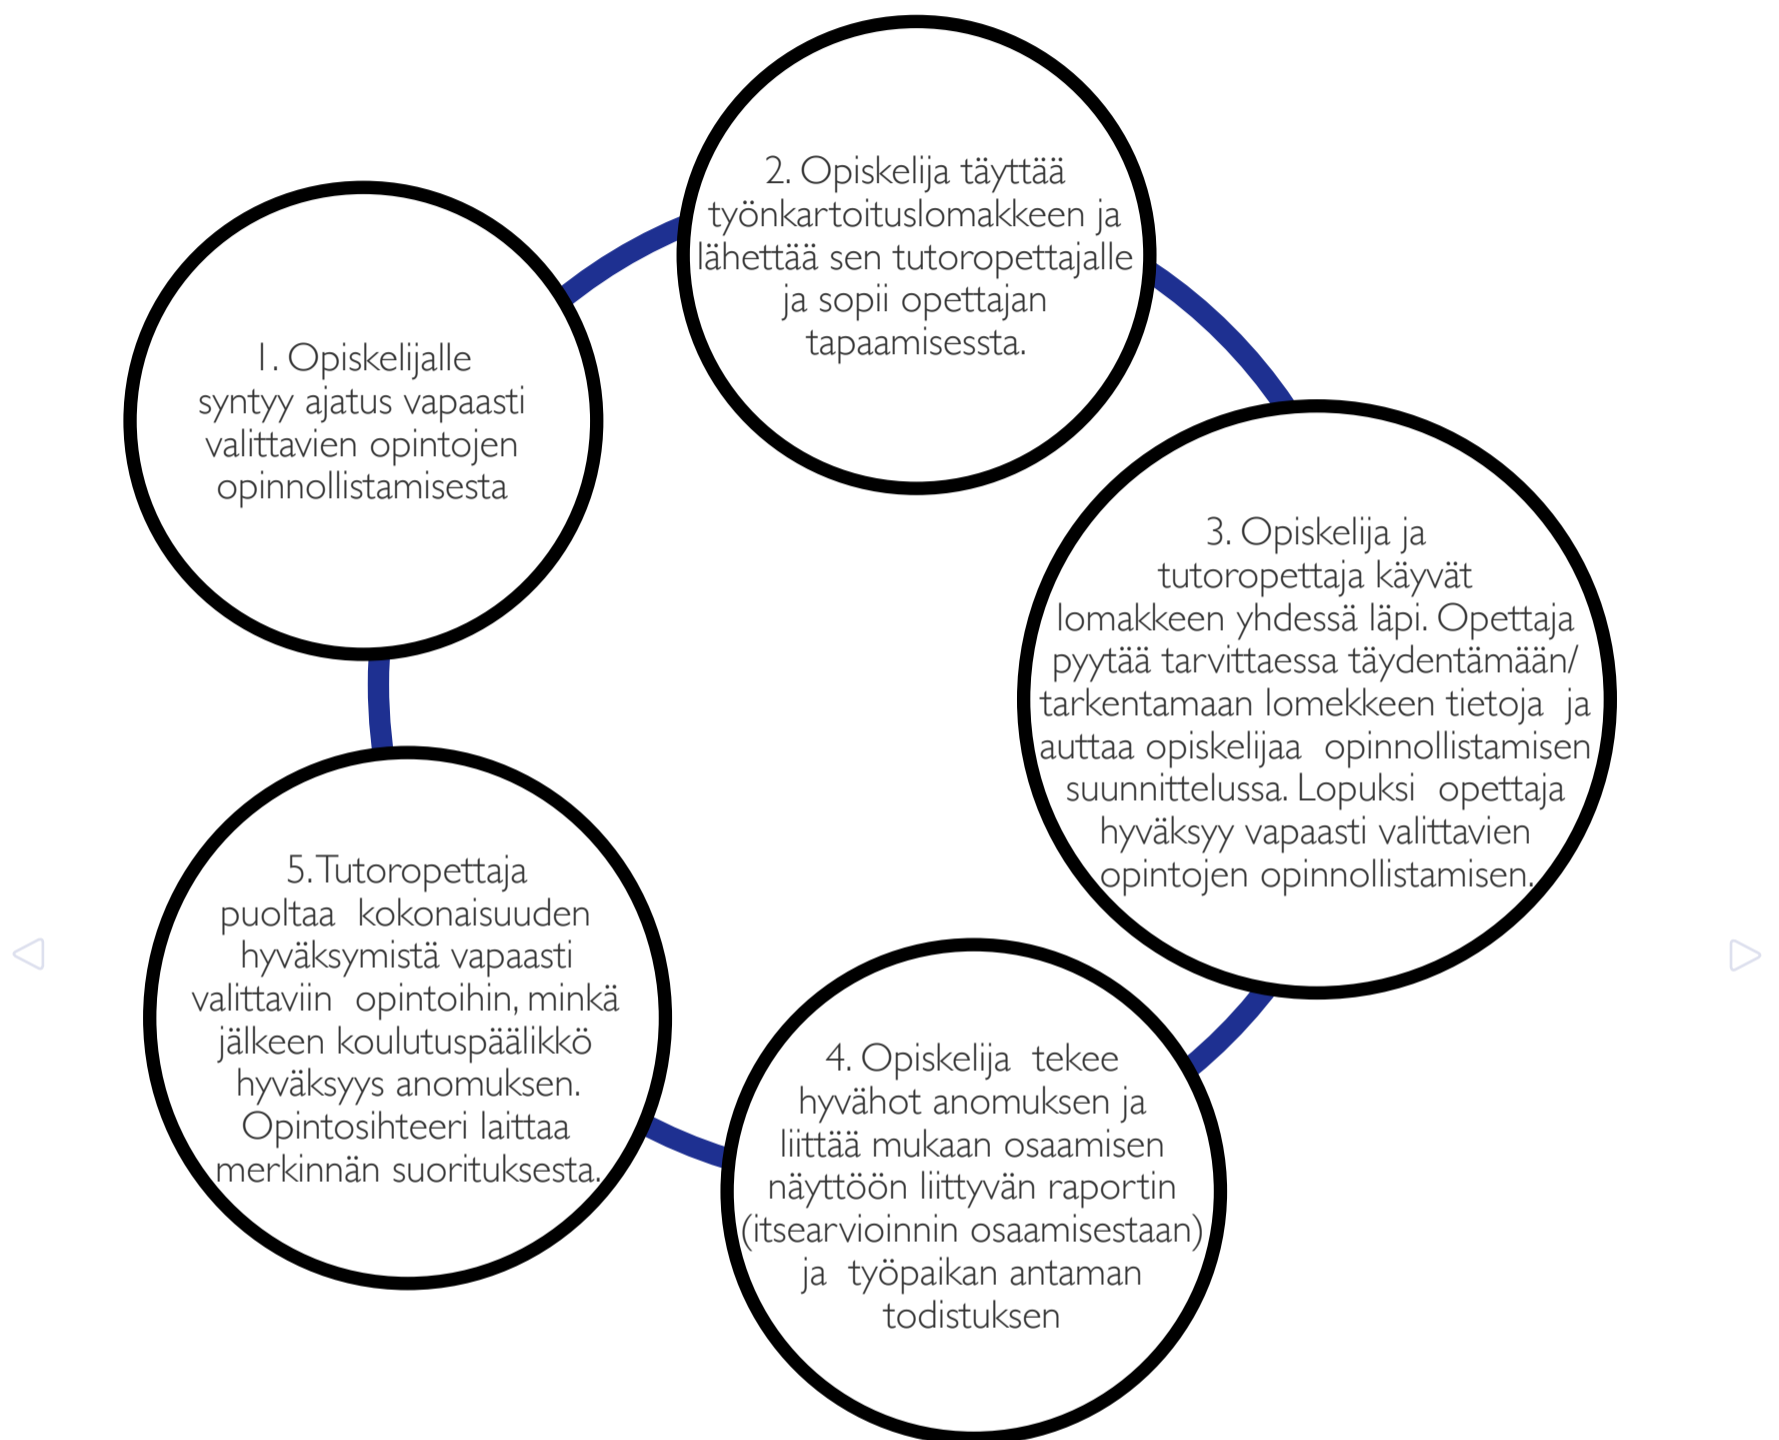 1. Opiskelijalle
syntyy ajatus vapaasti
valittavien opintojen
opinnollistamisesta
2. Opiskelija täyttää
työnkartoituslomakkeen ja
lähettää sen tutoropettajalle
ja sopii opettajan
tapaamisessta.
3. Opiskelija ja
tutoropettaja käyvät
lomakkeen yhdessä läpi. Opettaja
pyytää tarvittaessa täydentämään/
tarkentamaan lomekkeen tietoja ja
auttaa opiskelijaa opinnollistamisen
suunnittelussa. Lopuksi opettaja
hyväksyy vapaasti valittavien
opintojen opinnollistamisen.
4. Opiskelija tekee
hyvähot anomuksen ja
liittää mukaan osaamisen
näyttöön liittyvän raportin
(itsearvioinnin osaamisestaan)
ja työpaikan antaman
todistuksen
5. Tutoropettaja
puoltaa kokonaisuuden
hyväksymistä vapaasti
valittaviin opintoihin, minkä
jälkeen koulutuspäälikkö
hyväksyys anomuksen.
Opintosihteeri laittaa
merkinnän suorituksesta.